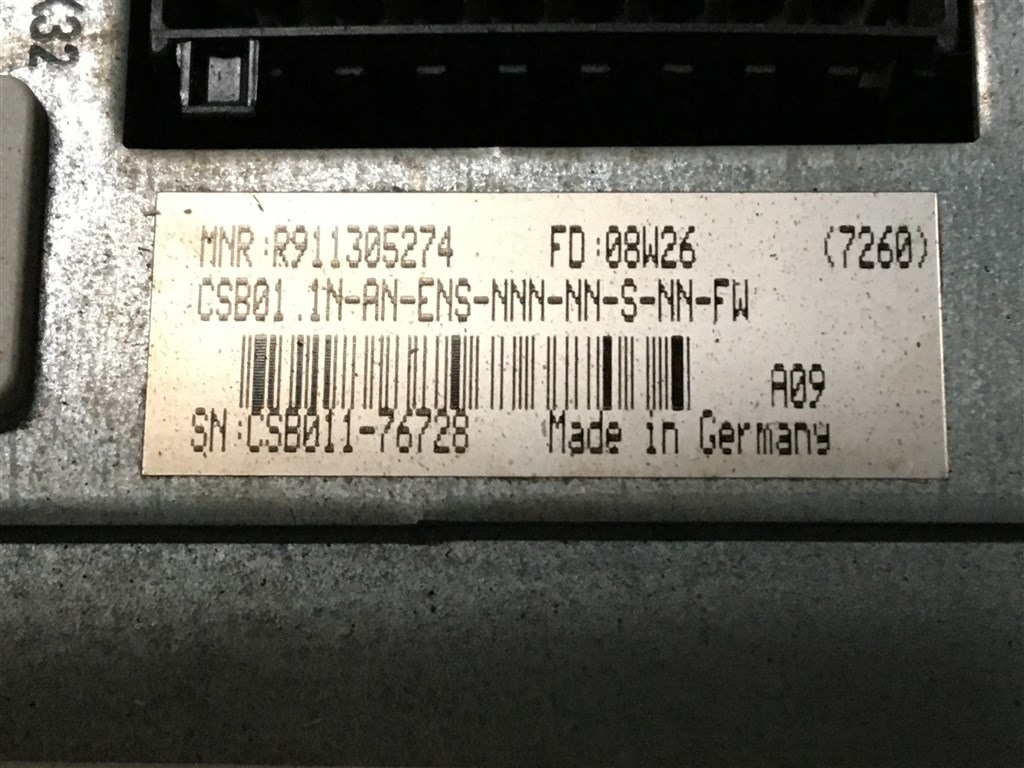 MNR:R911305274 FD:08W26 (7260)
CSB01.1N-AN-ENS-NNN-NN-S-NN-FW
A09
SN:CSB011-76728 Made in Germany